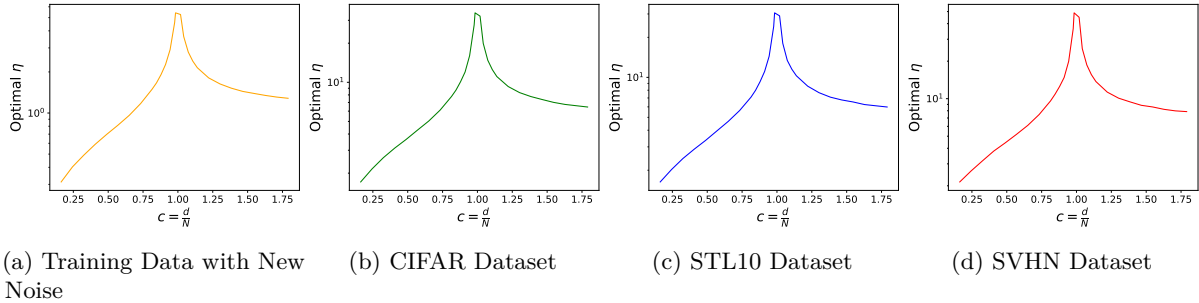 Optimal η
10⁰
0.25 0.50 0.75 1.00 1.25 1.50 1.75
c = d/N
(a) Training Data with New
Noise
Optimal η
10¹
0.25 0.50 0.75 1.00 1.25 1.50 1.75
c = d/N
(b) CIFAR Dataset
Optimal η
10¹
0.25 0.50 0.75 1.00 1.25 1.50 1.75
c = d/N
(c) STL10 Dataset
Optimal η
10¹
0.25 0.50 0.75 1.00 1.25 1.50 1.75
c = d/N
(d) SVHN Dataset